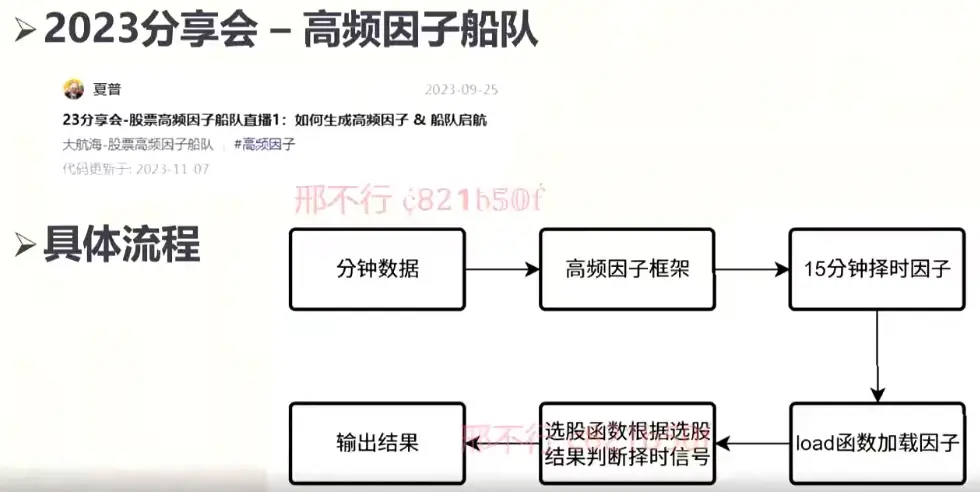 2023分享会 – 高频因子船队
夏普
2023-09-25
23分享会-股票高频因子船队直播1：如何生成高频因子 & 船队启航
大航海-股票高频因子船队
#高频因子
代码更新于: 2023-11-07
邢不行 c821b50f
具体流程
分钟数据
高频因子框架
15分钟择时因子
load函数加载因子
选股函数根据选股
结果判断择时信号
输出结果
邢不行